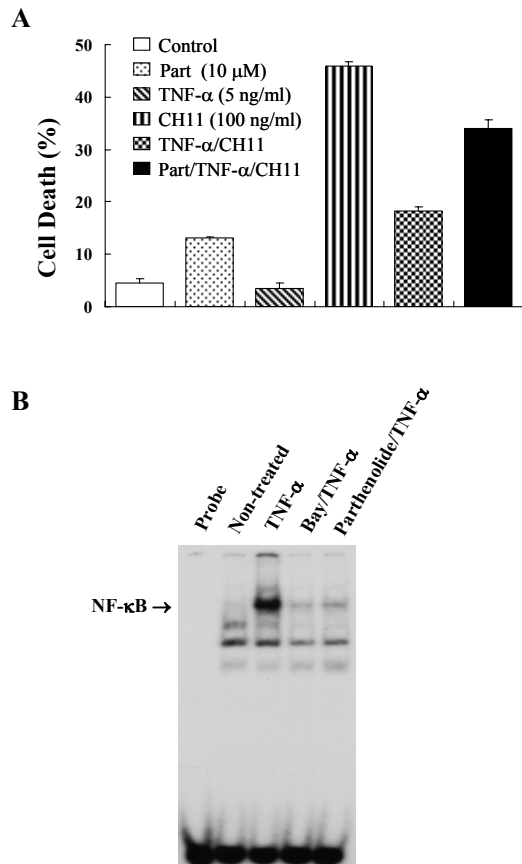 A
Cell Death (%)
50
40
30
20
10
0
Control
Part (10 μM)
TNF-α (5 ng/ml)
CH11 (100 ng/ml)
TNF-α/CH11
Part/TNF-α/CH11
B
Probe
Non-treated
TNF-α
Bay/TNF-α
Parthenolide/TNF-α
NF-κB →